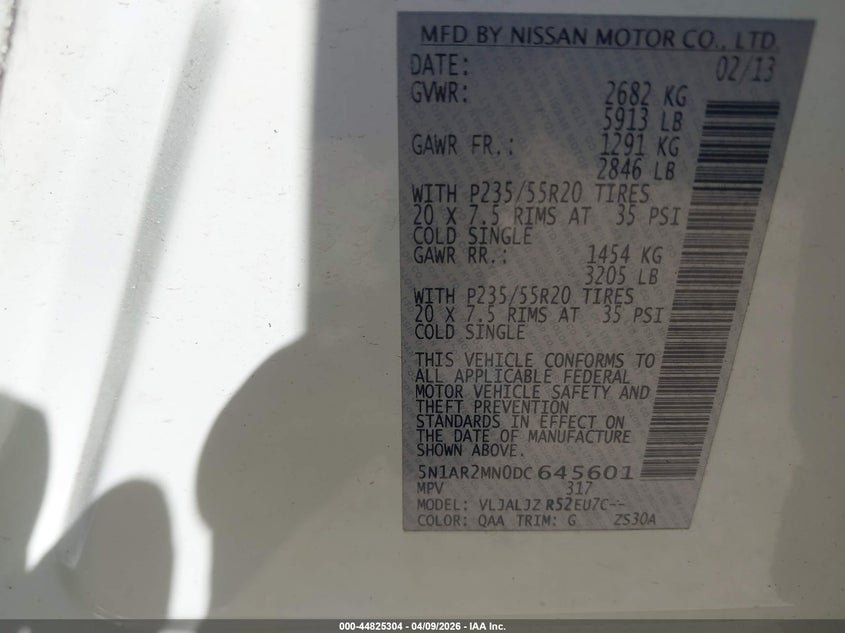 MFD BY NISSAN MOTOR CO., LTD.
DATE: 02/13
GVWR: 2682 KG
5913 LB
GAWR FR.: 1291 KG
2846 LB
WITH P235/55R20 TIRES
20 X 7.5 RIMS AT 35 PSI
COLD SINGLE
GAWR RR.: 1454 KG
3205 LB
WITH P235/55R20 TIRES
20 X 7.5 RIMS AT 35 PSI
COLD SINGLE
THIS VEHICLE CONFORMS TO
ALL APPLICABLE FEDERAL
MOTOR VEHICLE SAFETY AND
THEFT PREVENTION
STANDARDS IN EFFECT ON
THE DATE OF MANUFACTURE
SHOWN ABOVE.
5N1AR2MN0DC645601
MPV 317
MODEL: VLJALJZ R52EU7C--
COLOR: QAA TRIM: G ZS30A
000-44825304 - 04/09/2026 - IAA Inc.